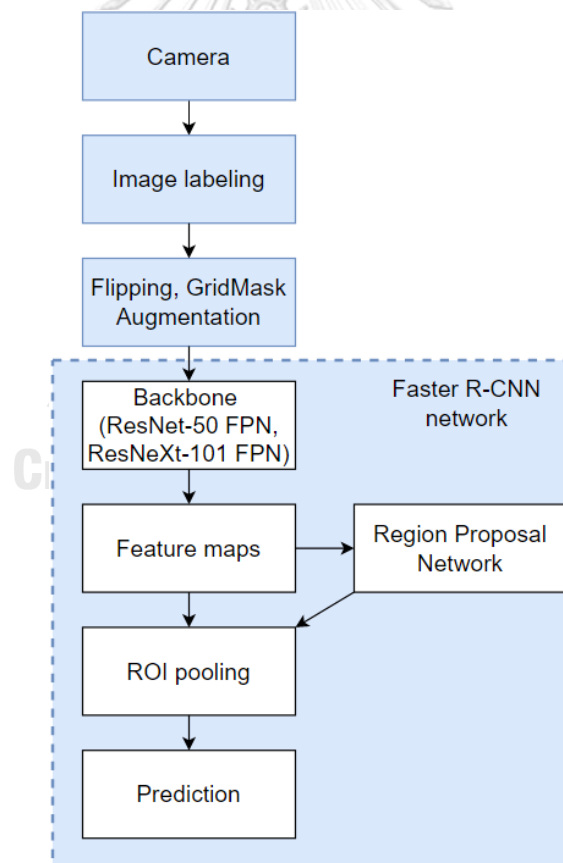 Camera
Image labeling
Flipping, GridMask
Augmentation
Faster R-CNN
network
Backbone
(ResNet-50 FPN,
ResNeXt-101 FPN)
Feature maps
Region Proposal
Network
ROI pooling
Prediction